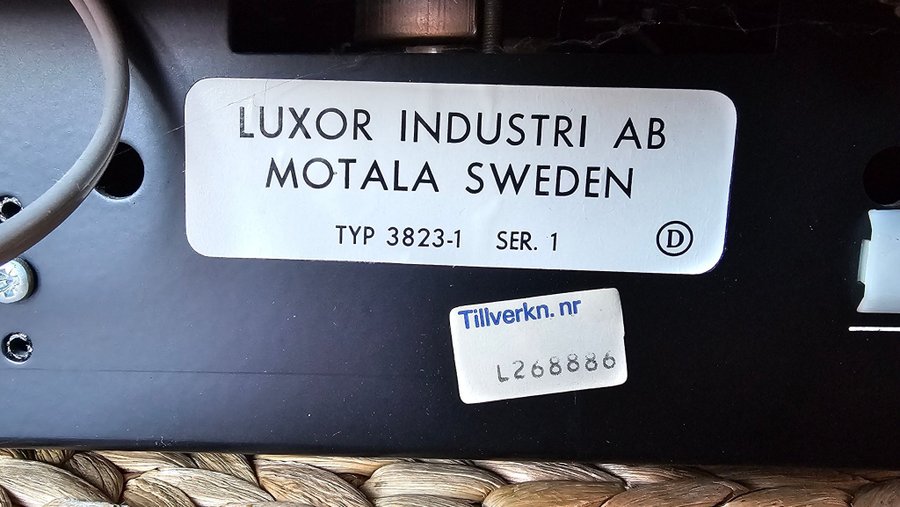 LUXOR INDUSTRI AB
MOTALA SWEDEN
TYP 3823-1 SER. 1 D
Tillverkn. nr
L268886